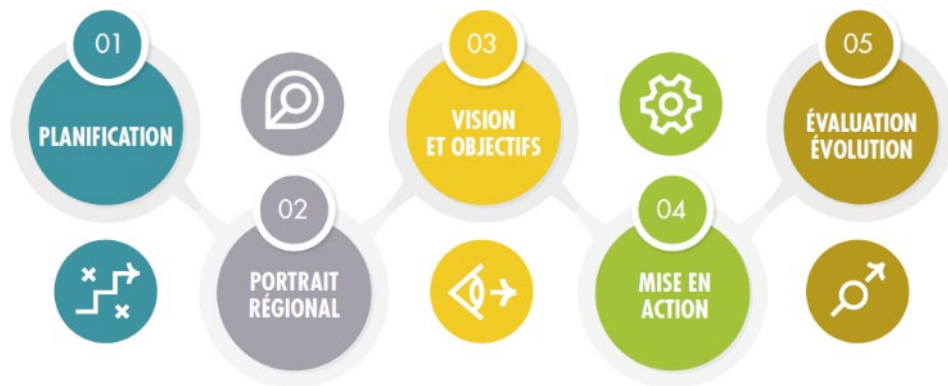 01
PLANIFICATION
02
PORTRAIT
RÉGIONAL
03
VISION
ET OBJECTIFS
04
MISE EN
ACTION
05
ÉVALUATION
ÉVOLUTION